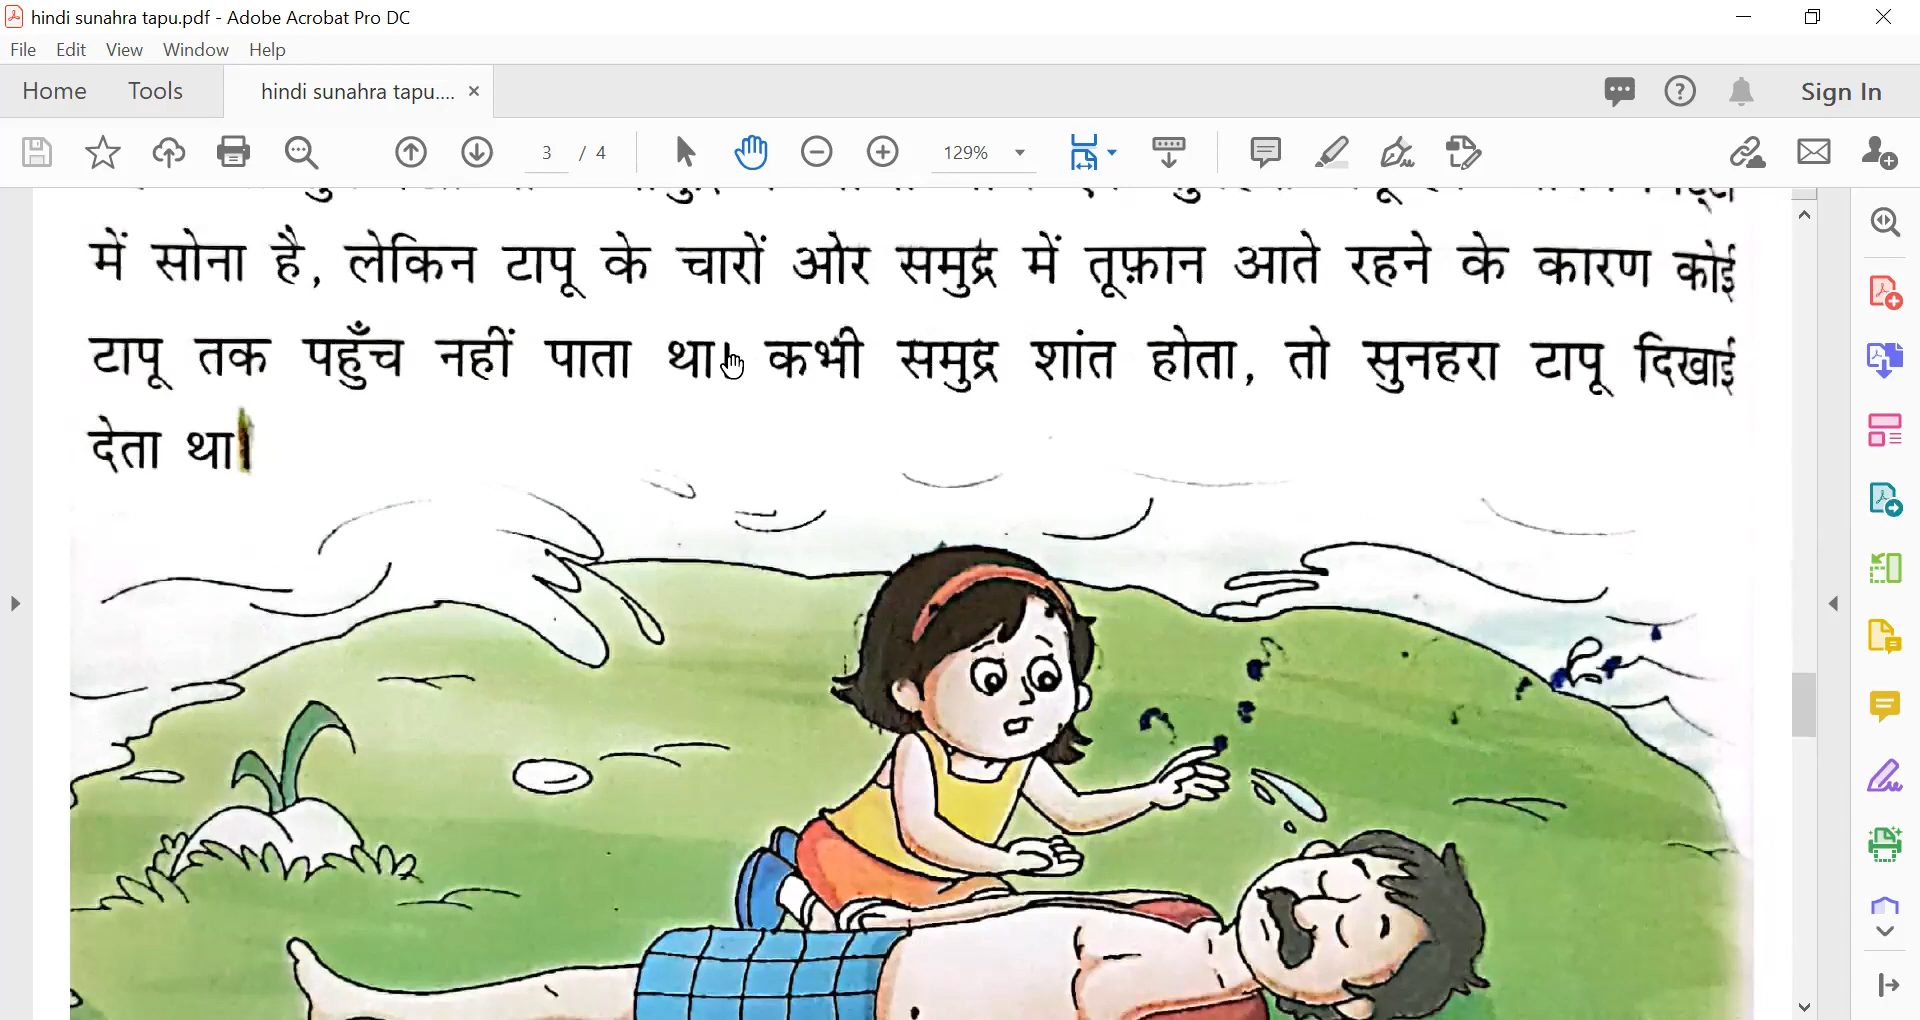 hindi sunahra tapu.pdf - Adobe Acrobat Pro DC
File Edit View Window Help
Home Tools hindi sunahra tapu.... × Sign In
3 / 4 129%
में सोना है, लेकिन टापू के चारों ओर समुद्र में तूफ़ान आते रहने के कारण कोई
टापू तक पहुँच नहीं पाता था। कभी समुद्र शांत होता, तो सुनहरा टापू दिखाई
देता था।